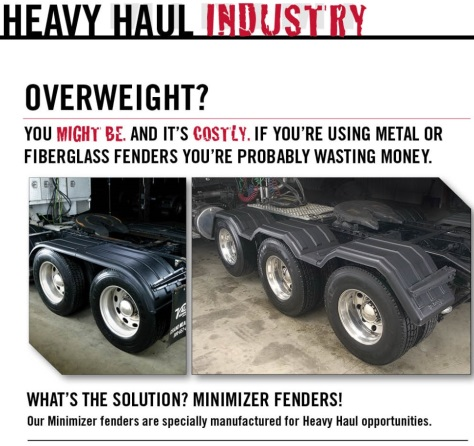 HEAVY HAUL INDUSTRY
OVERWEIGHT?
YOU MIGHT BE. AND IT'S COSTLY. IF YOU'RE USING METAL OR
FIBERGLASS FENDERS YOU'RE PROBABLY WASTING MONEY.
WHAT'S THE SOLUTION? MINIMIZER FENDERS!
Our Minimizer fenders are specially manufactured for Heavy Haul opportunities.